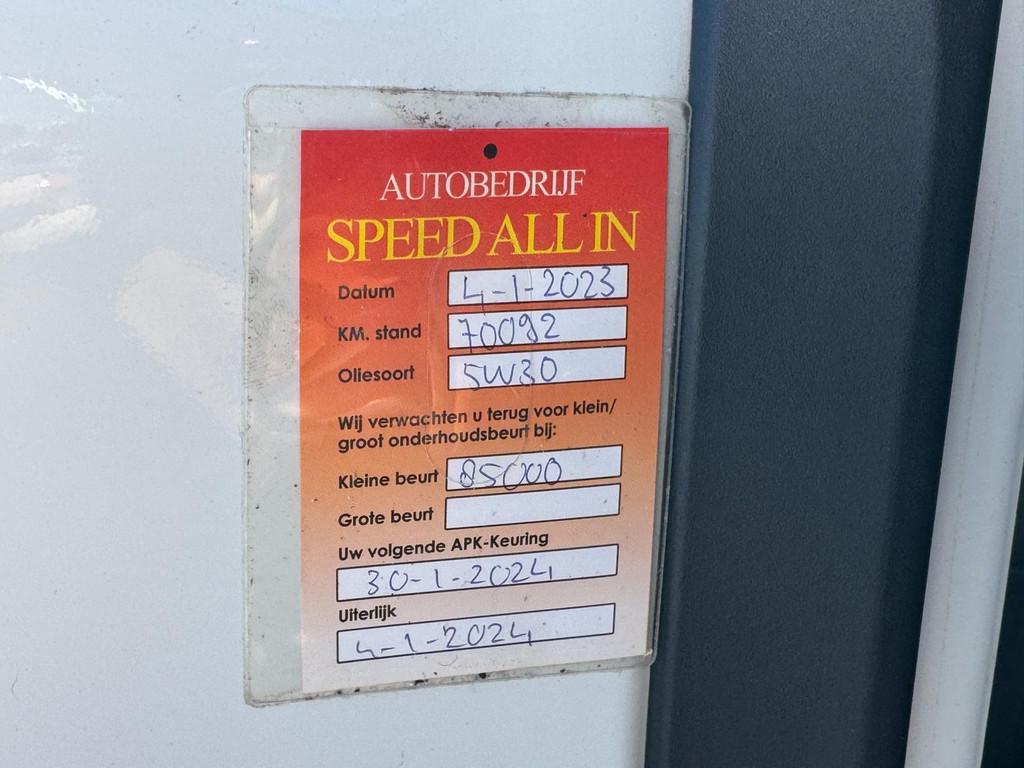 AUTOBEDRIJF
SPEED ALL IN
Datum 4-1-2023
KM. stand 70092
Oliesoort 5W30
Wij verwachten u terug voor klein/
groot onderhoudsbeurt bij:
Kleine beurt 85000
Grote beurt
Uw volgende APK-Keuring
30-1-2024
Uiterlijk
4-1-2024